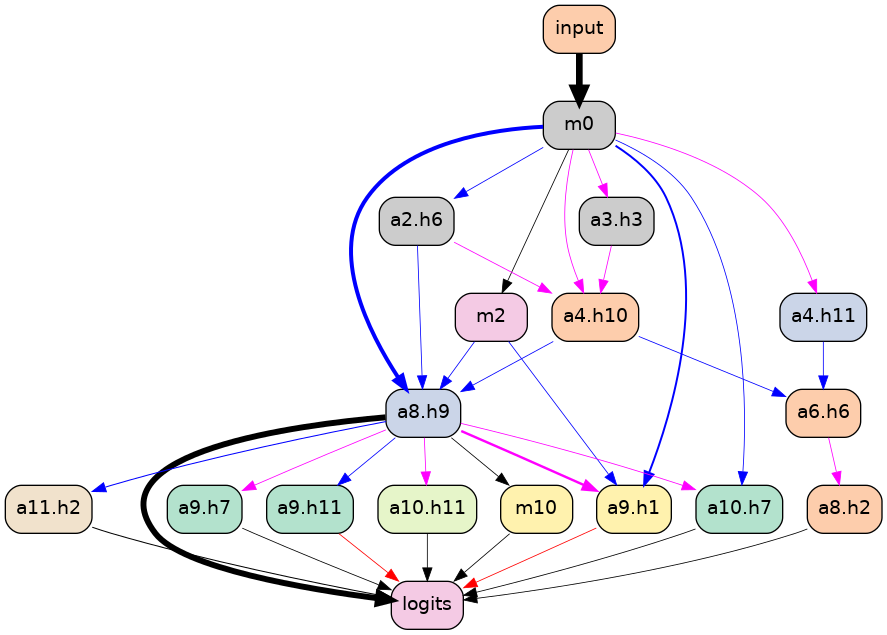 input
m0
a2.h6
a3.h3
m2
a4.h10
a4.h11
a8.h9
a6.h6
a11.h2
a9.h7
a9.h11
a10.h11
m10
a9.h1
a10.h7
a8.h2
logits